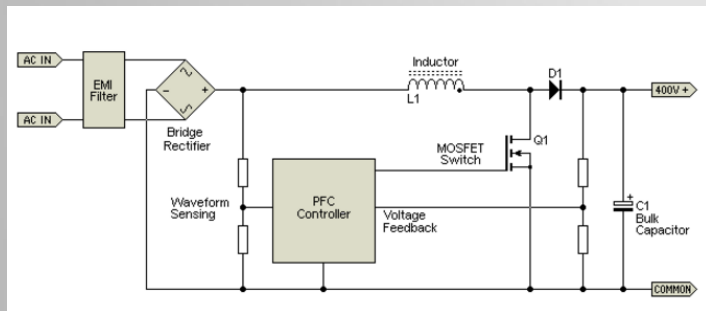 AC IN
AC IN
EMI
Filter
Bridge
Rectifier
Inductor
L1
D1
400V +
MOSFET
Switch
Q1
Waveform
Sensing
PFC
Controller
Voltage
Feedback
+
C1
Bulk
Capacitor
COMMON